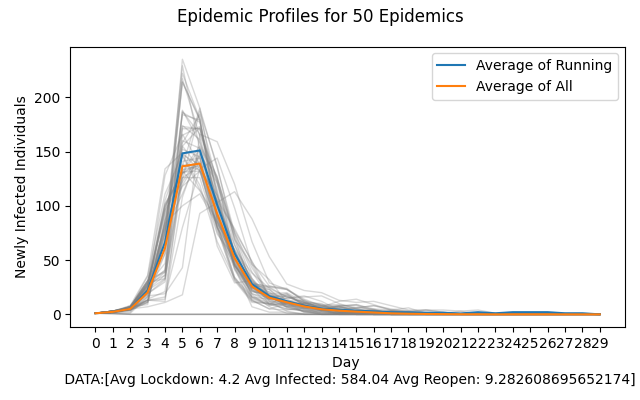 Epidemic Profiles for 50 Epidemics
Average of Running
Average of All
Newly Infected Individuals
200
150
100
50
0
0 1 2 3 4 5 6 7 8 9 10 11 12 13 14 15 16 17 18 19 20 21 22 23 24 25 26 27 28 29
Day
DATA:[Avg Lockdown: 4.2 Avg Infected: 584.04 Avg Reopen: 9.282608695652174]